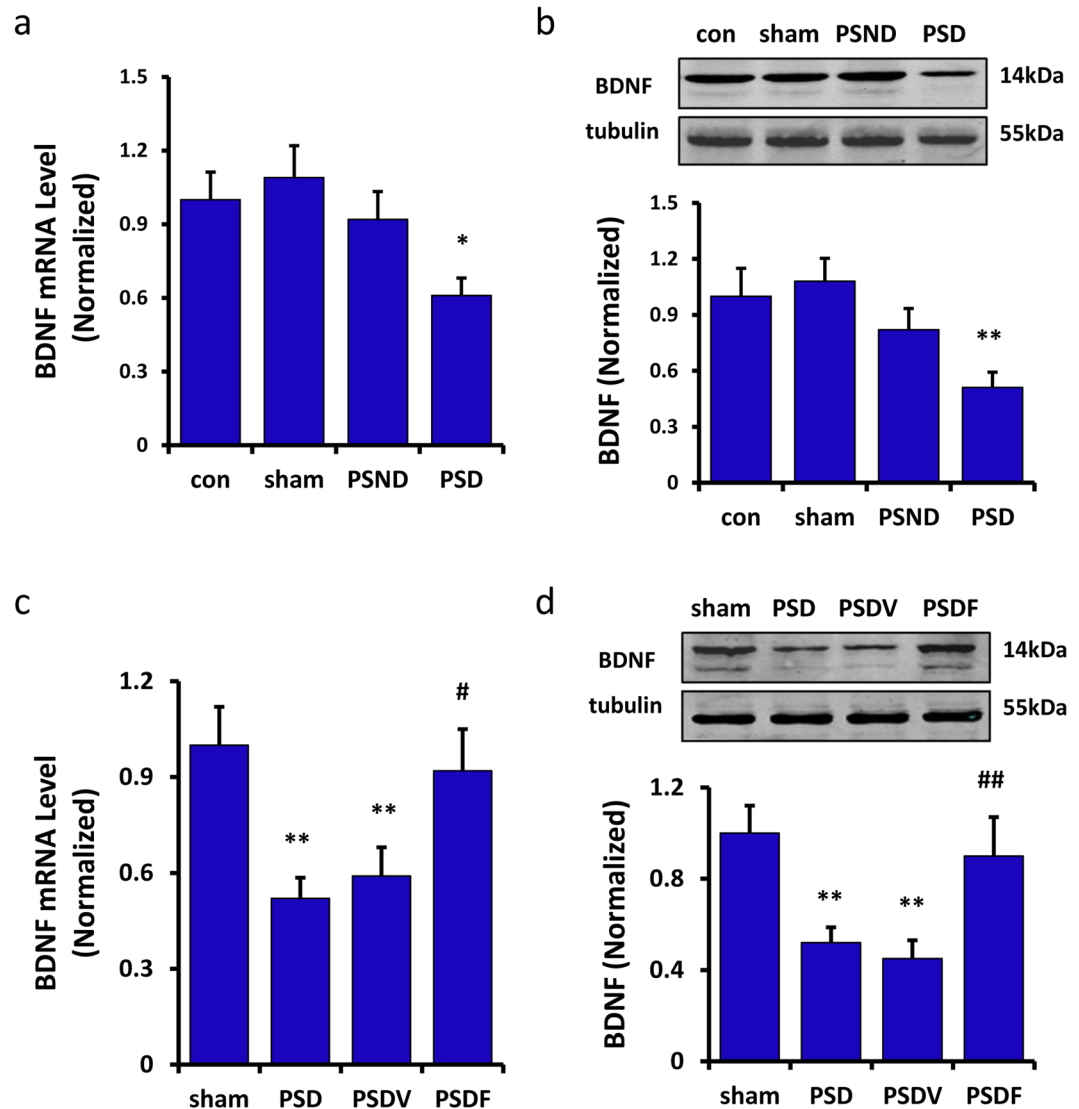 a
BDNF mRNA Level
(Normalized)
1.5
1.2
0.9
0.6
0.3
0
*
con sham PSND PSD
b
con sham PSND PSD
BDNF 14kDa
tubulin 55kDa
BDNF (Normalized)
1.5
1.2
0.9
0.6
0.3
0
**
con sham PSND PSD
c
BDNF mRNA Level
(Normalized)
1.2
0.9
0.6
0.3
0
** ** #
sham PSD PSDV PSDF
d
sham PSD PSDV PSDF
BDNF 14kDa
tubulin 55kDa
BDNF (Normalized)
1.2
0.8
0.4
0
** ** ##
sham PSD PSDV PSDF